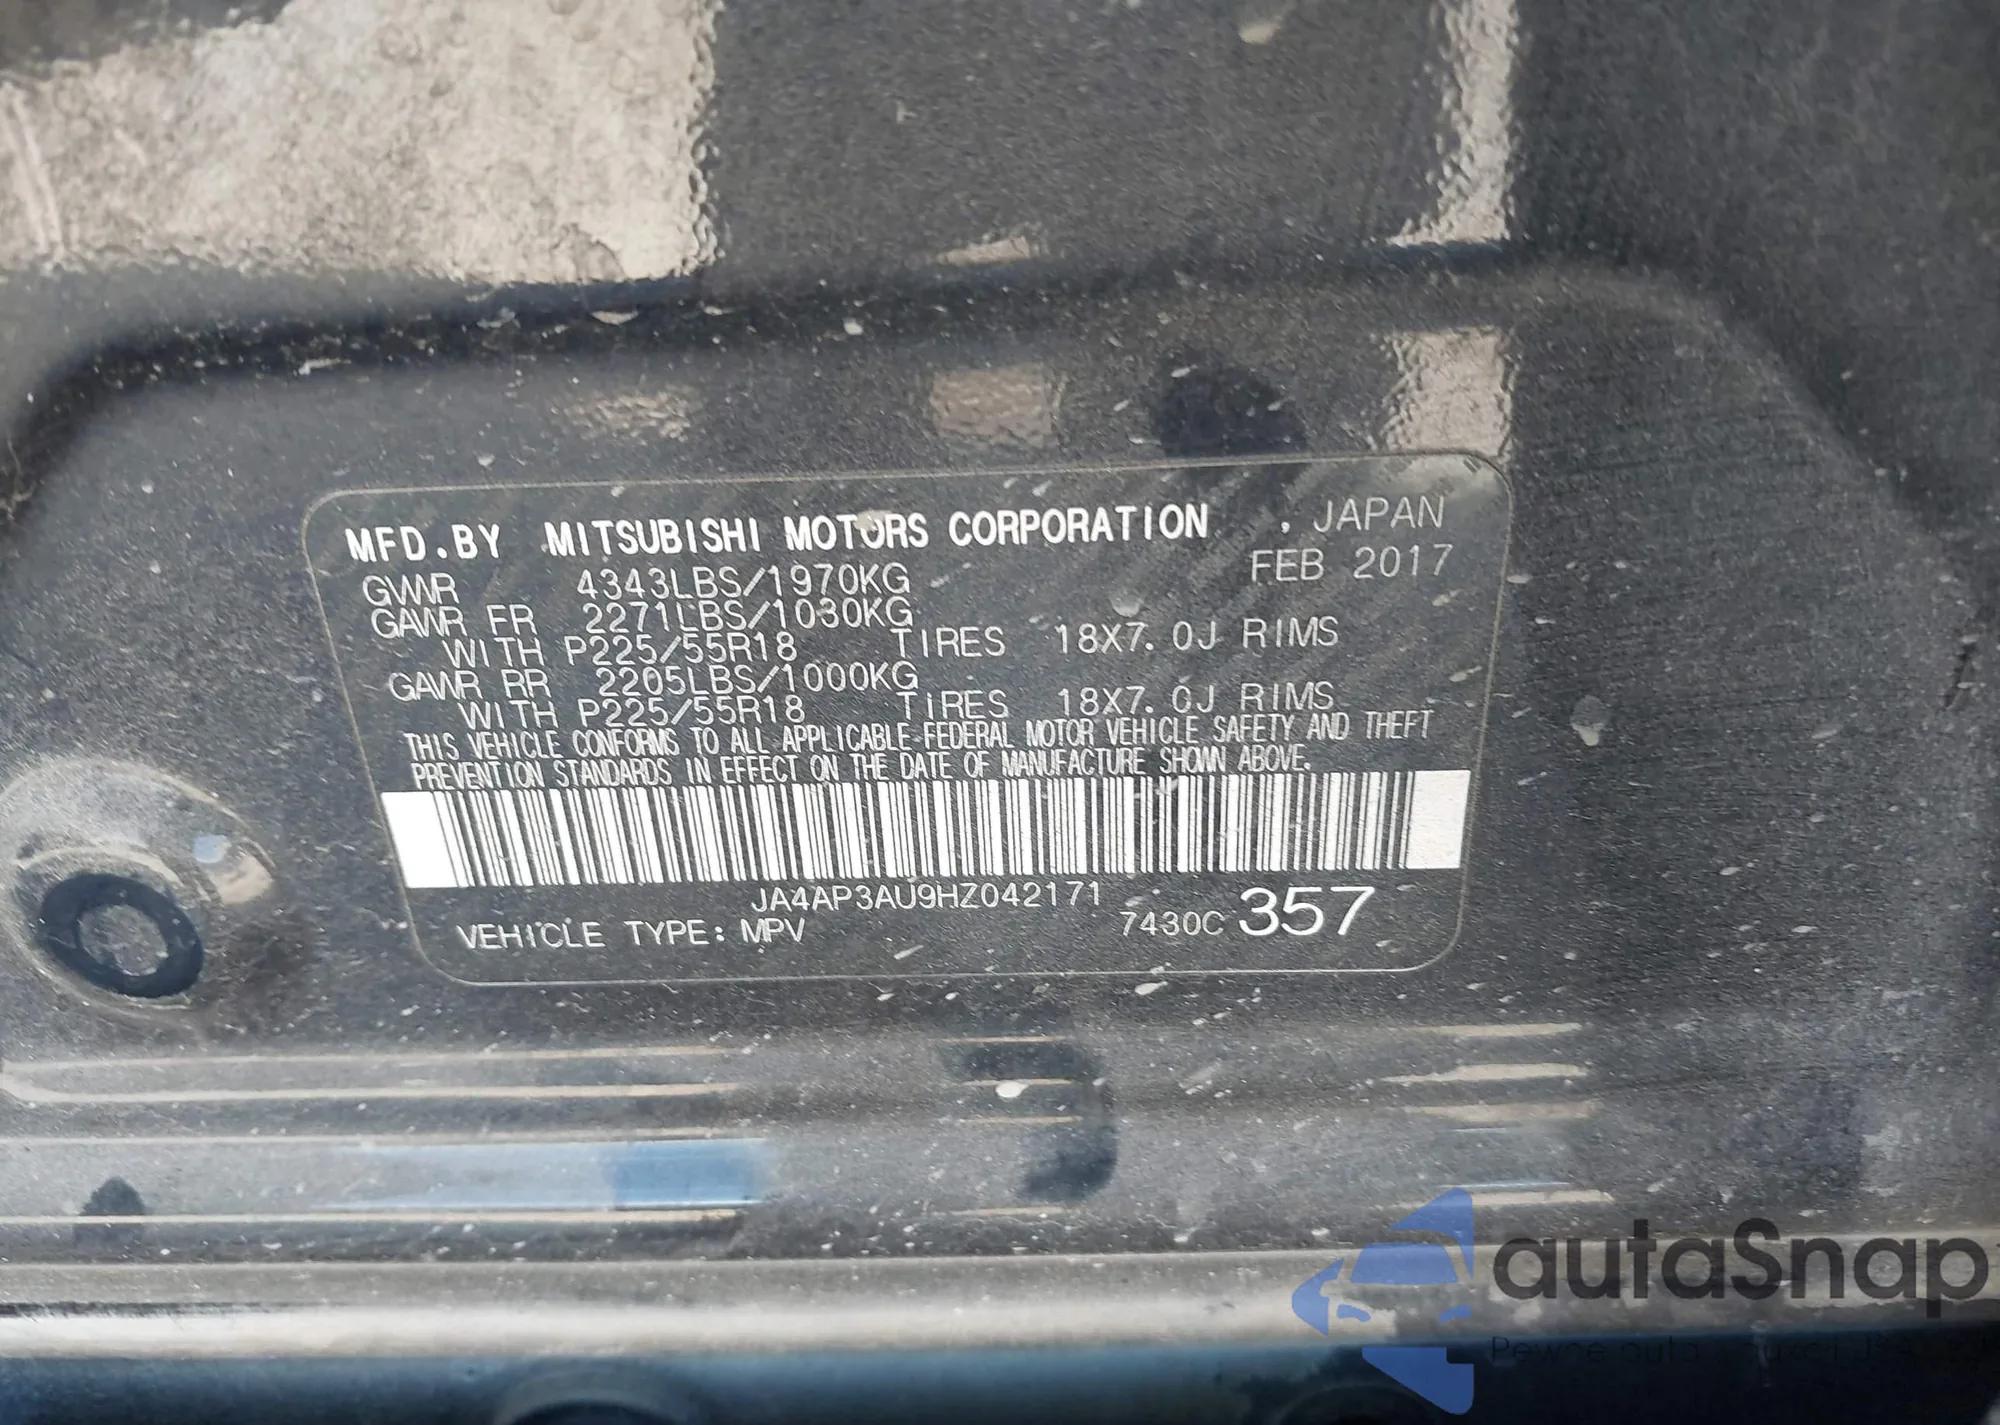 MFD.BY MITSUBISHI MOTORS CORPORATION , JAPAN
FEB 2017
GVWR 4343LBS/1970KG
GAWR FR 2271LBS/1030KG
WITH P225/55R18 TIRES 18X7.0J RIMS
GAWR RR 2205LBS/1000KG
WITH P225/55R18 TIRES 18X7.0J RIMS
THIS VEHICLE CONFORMS TO ALL APPLICABLE FEDERAL MOTOR VEHICLE SAFETY AND THEFT
PREVENTION STANDARDS IN EFFECT ON THE DATE OF MANUFACTURE SHOWN ABOVE.
JA4AP3AU9HZ042171
VEHICLE TYPE: MPV 7430C 357
autaSnap
Pewne auta